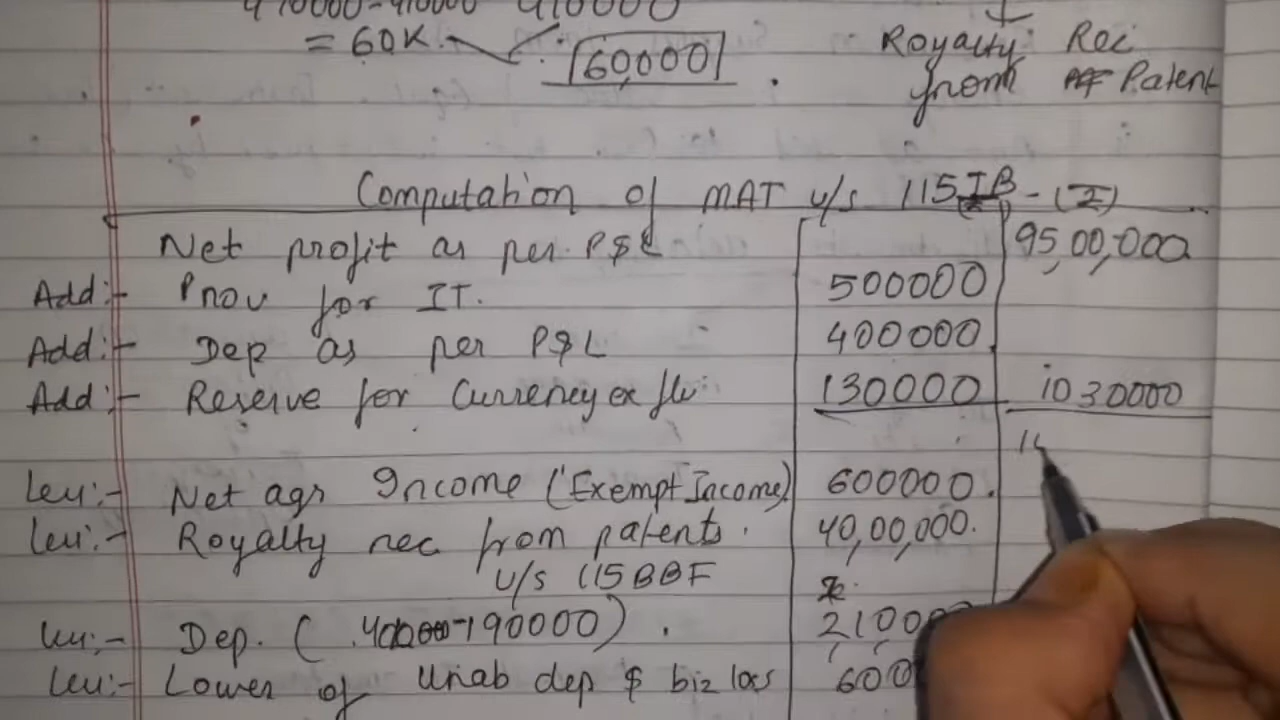 = 60K.
60,000
Royalty Rec
from Patent
Computation of MAT u/s 115JB - (I)
Net profit as per P&L 95,00,000
Add:- Prov for IT. 500000
Add:- Dep as per P&L 400000
Add:- Reserve for Currency ex flu 130000 1030000
Less:- Net agr Income (Exempt Income) 600000.
Less:- Royalty rec from patents. 40,00,000.
u/s 115BBF
Less:- Dep. ( -190000) .
Less:- Lower of Unab dep & biz loss